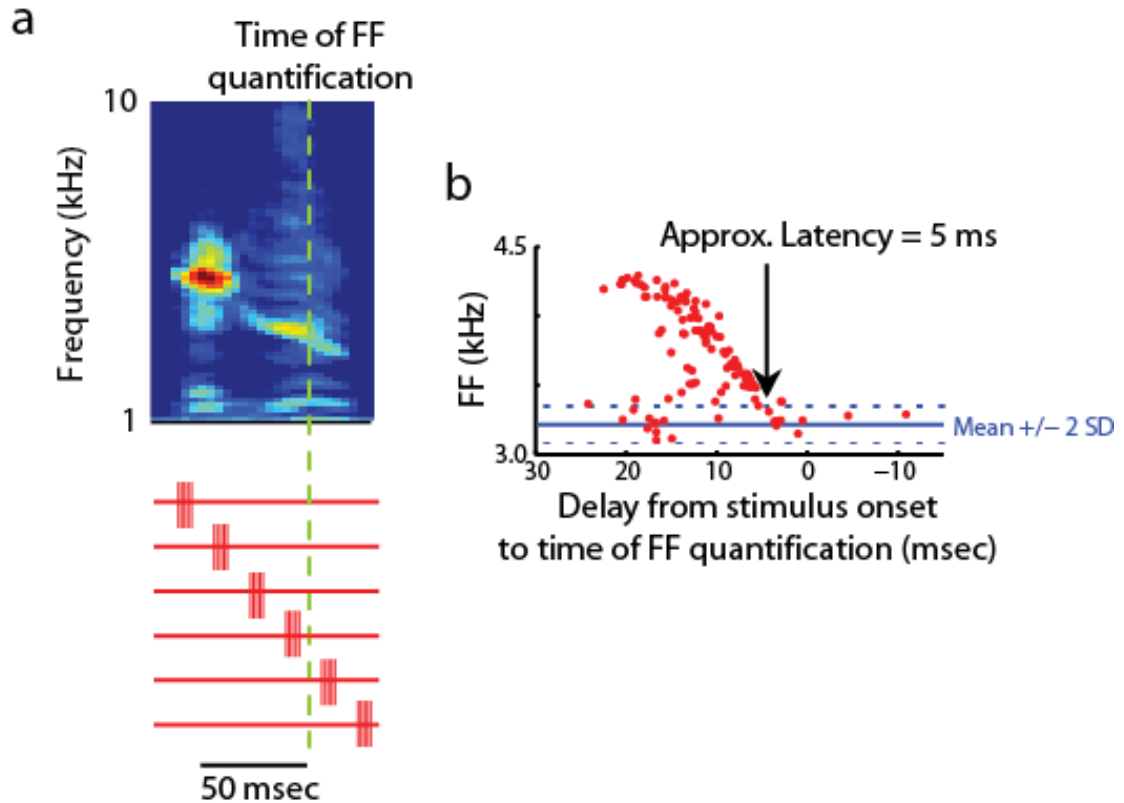 a
Time of FF
quantification
10
Frequency (kHz)
1
50 msec
b
Approx. Latency = 5 ms
4.5
FF (kHz)
Mean +/− 2 SD
3.0
30 20 10 0 −10
Delay from stimulus onset
to time of FF quantification (msec)